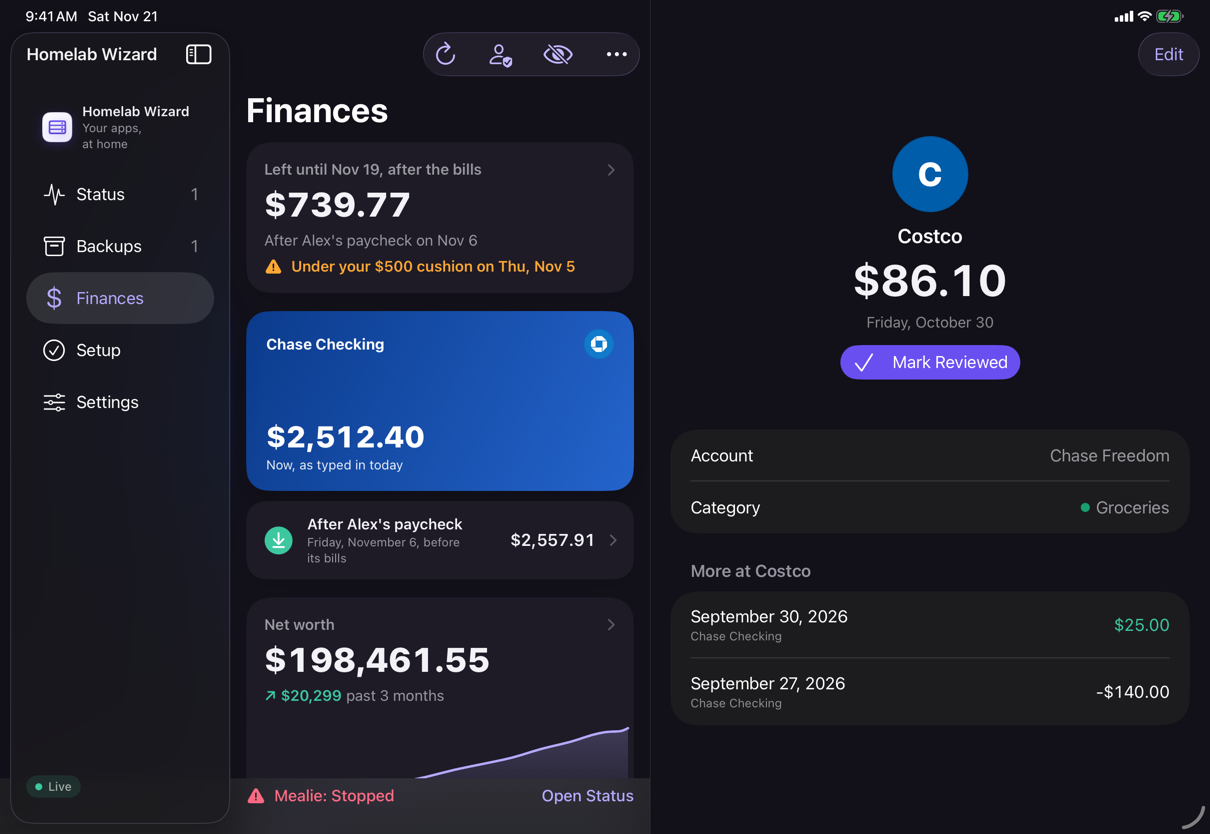 9:41 AM Sat Nov 21
Homelab Wizard
Homelab Wizard
Your apps,
at home
Status 1
Backups 1
Finances
Setup
Settings
Live
Finances
Left until Nov 19, after the bills
$739.77
After Alex's paycheck on Nov 6
Under your $500 cushion on Thu, Nov 5
Chase Checking
$2,512.40
Now, as typed in today
After Alex's paycheck
Friday, November 6, before
its bills
$2,557.91
Net worth
$198,461.55
$20,299 past 3 months
Mealie: Stopped Open Status
Edit
C
Costco
$86.10
Friday, October 30
Mark Reviewed
Account Chase Freedom
Category Groceries
More at Costco
September 30, 2026
Chase Checking
$25.00
September 27, 2026
Chase Checking
-$140.00